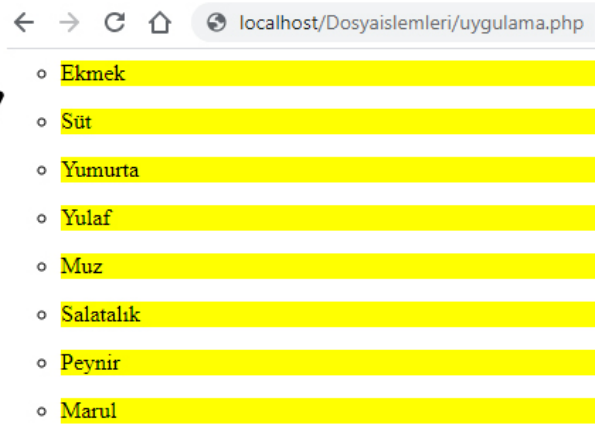 localhost/Dosyaislemleri/uygulama.php
Ekmek
Süt
Yumurta
Yulaf
Muz
Salatalık
Peynir
Marul